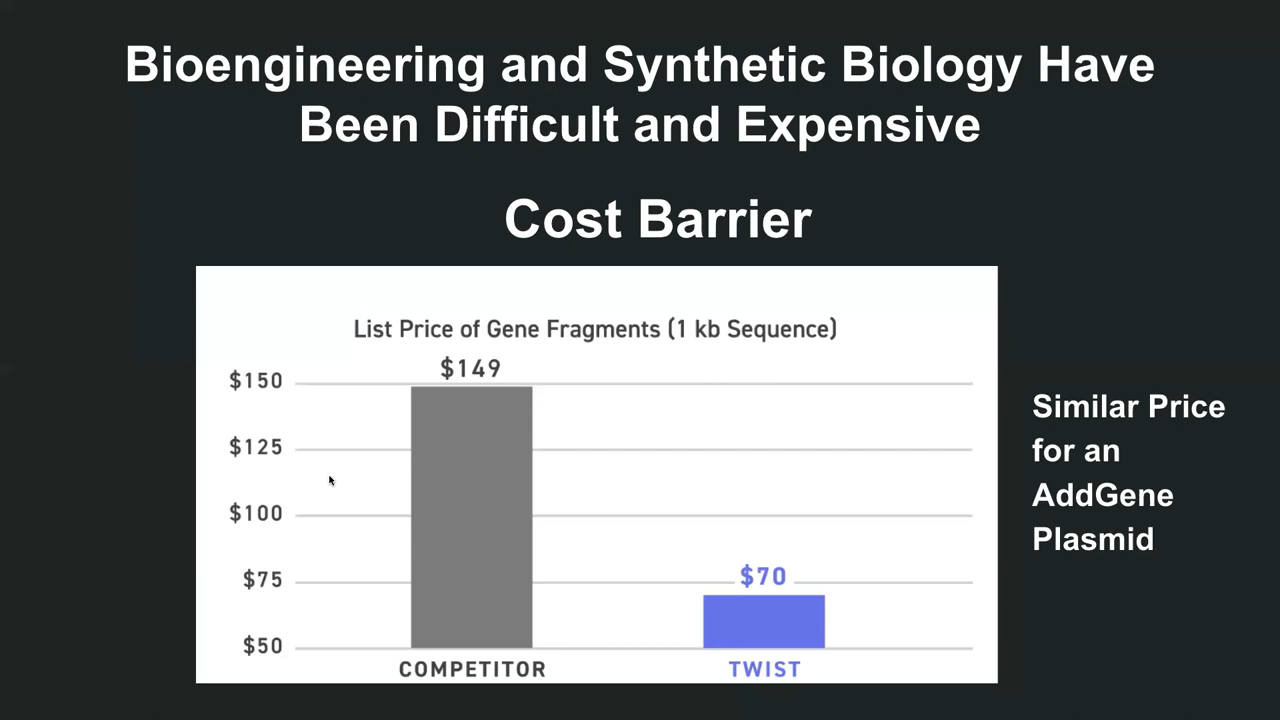 Bioengineering and Synthetic Biology Have
Been Difficult and Expensive
Cost Barrier
List Price of Gene Fragments (1 kb Sequence)
$149
$150
$125
$100
$75
$50
$70
COMPETITOR
TWIST
Similar Price
for an
AddGene
Plasmid